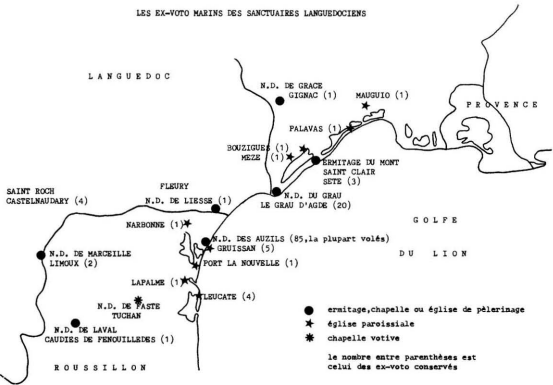 LES EX-VOTO MARINS DES SANCTUAIRES LANGUEDOCIENS
LANGUEDOC
N.D. DE GRACE
GIGNAC (1)
MAUGUIO (1)
PROVENCE
PALAVAS (1)
BOUZIGUES (1)
MEZE (1)
ERMITAGE DU MONT
SAINT CLAIR
SETE (3)
SAINT ROCH
CASTELNAUDARY (4)
FLEURY
N.D. DE LIESSE (1)
N.D. DU GRAU
LE GRAU D'AGDE (20)
NARBONNE (1)
GOLFE
DU LION
N.D. DES AUZILS (85,la plupart volés)
GRUISSAN (5)
N.D. DE MARCEILLE
LIMOUX (2)
PORT LA NOUVELLE (1)
LAPALME (1)
LEUCATE (4)
N.D. DE FASTE
TUCHAN
N.D. DE LAVAL
CAUDIES DE FENOUILLEDES (1)
ROUSSILLON
ermitage,chapelle ou église de pèlerinage
église paroissiale
chapelle votive
le nombre entre parenthèses est
celui des ex-voto conservés